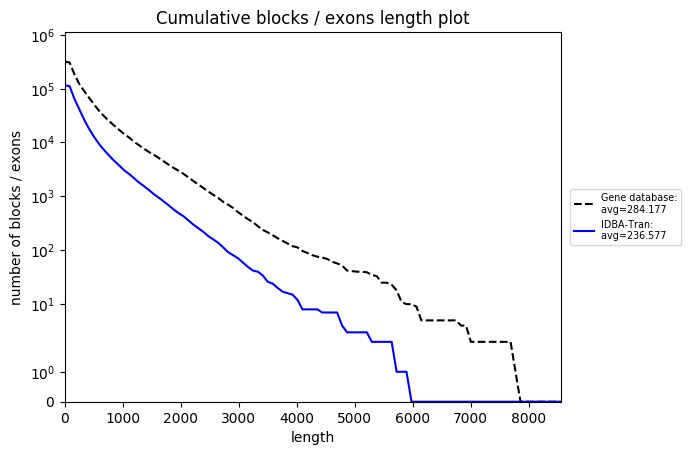 Cumulative blocks / exons length plot
number of blocks / exons
10⁶
10⁵
10⁴
10³
10²
10¹
10⁰
0
0 1000 2000 3000 4000 5000 6000 7000 8000
length
Gene database:
avg=284.177
IDBA-Tran:
avg=236.577